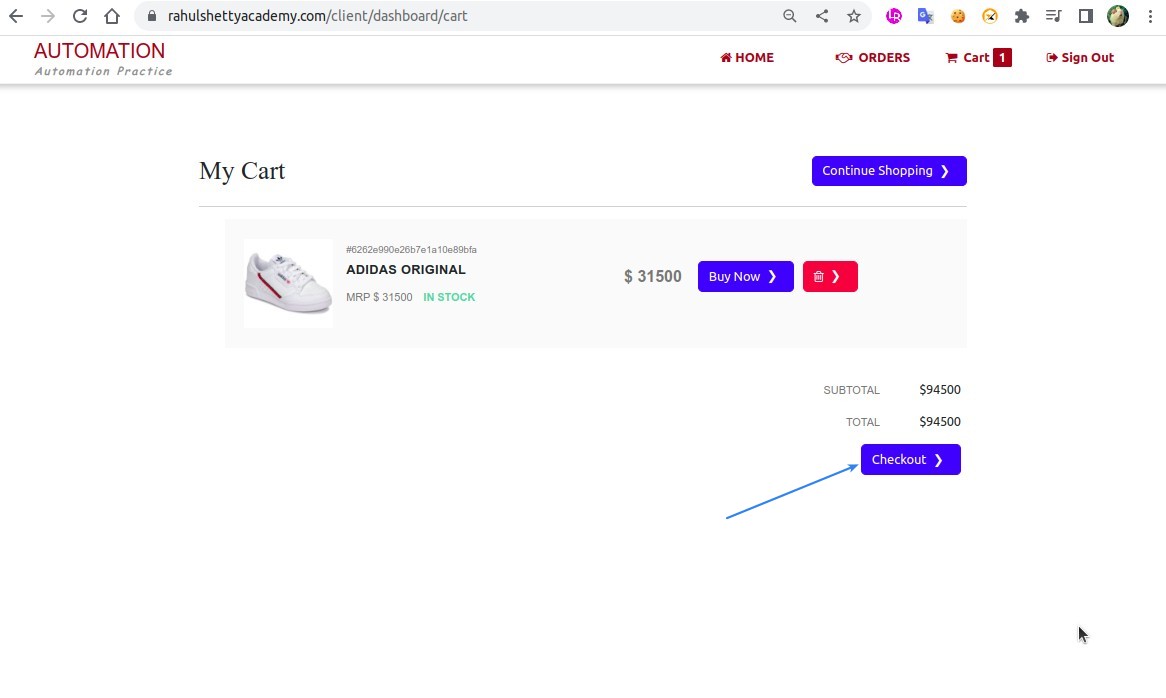 rahulshettyacademy.com/client/dashboard/cart
AUTOMATION
Automation Practice
HOME
ORDERS
Cart 1
Sign Out
My Cart
Continue Shopping ❯
#6262e990e26b7e1a10e89bfa
ADIDAS ORIGINAL
MRP $ 31500 IN STOCK
$ 31500
Buy Now ❯
❯
SUBTOTAL $94500
TOTAL $94500
Checkout ❯